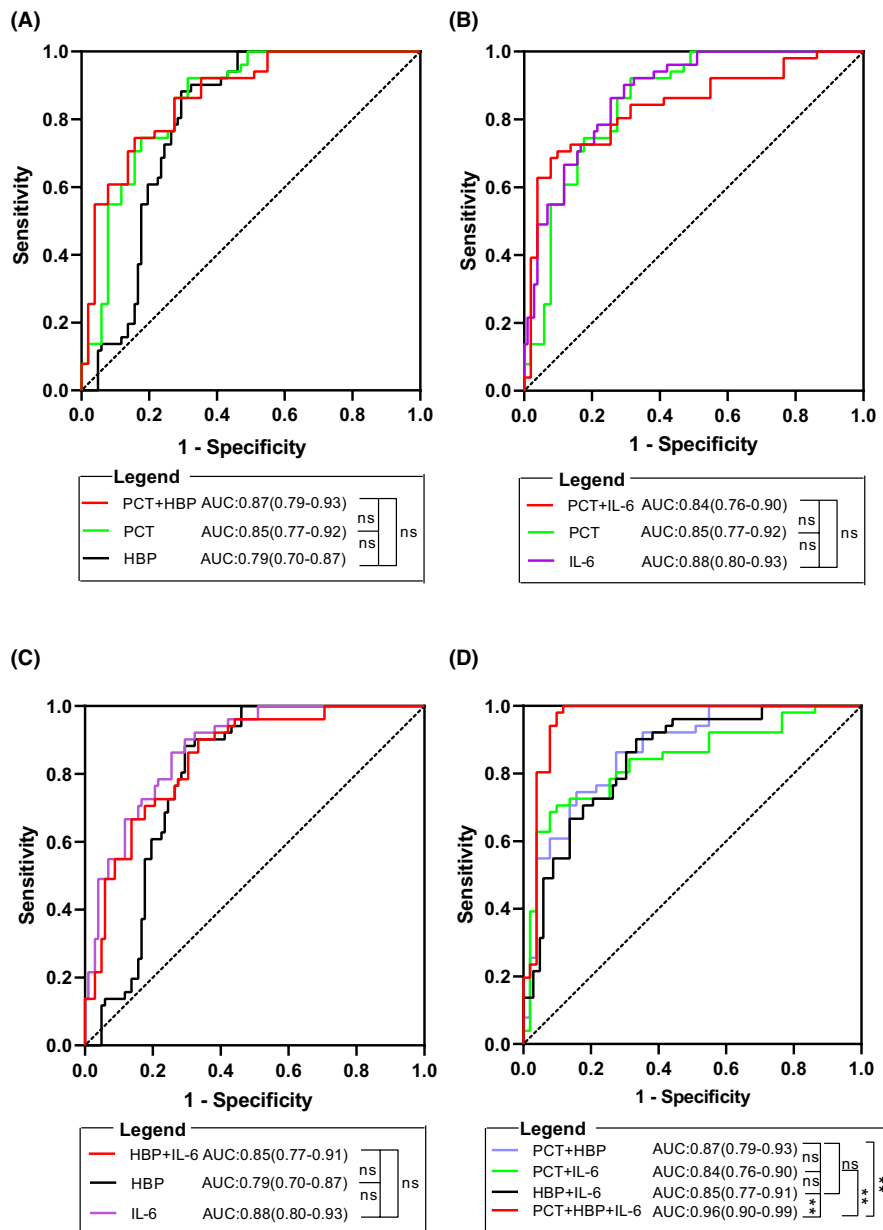 (A)
1.0
0.8
0.6
0.4
0.2
0.0
Sensitivity
0.0 0.2 0.4 0.6 0.8 1.0
1 - Specificity
Legend
PCT+HBP AUC:0.87(0.79-0.93)
ns
PCT AUC:0.85(0.77-0.92)
ns
ns
HBP AUC:0.79(0.70-0.87)
(B)
1.0
0.8
0.6
0.4
0.2
0.0
Sensitivity
0.0 0.2 0.4 0.6 0.8 1.0
1 - Specificity
Legend
PCT+IL-6 AUC:0.84(0.76-0.90)
ns
PCT AUC:0.85(0.77-0.92)
ns
ns
IL-6 AUC:0.88(0.80-0.93)
(C)
1.0
0.8
0.6
0.4
0.2
0.0
Sensitivity
0.0 0.2 0.4 0.6 0.8 1.0
1 - Specificity
Legend
HBP+IL-6 AUC:0.85(0.77-0.91)
ns
HBP AUC:0.79(0.70-0.87)
ns
ns
IL-6 AUC:0.88(0.80-0.93)
(D)
1.0
0.8
0.6
0.4
0.2
0.0
Sensitivity
0.0 0.2 0.4 0.6 0.8 1.0
1 - Specificity
Legend
PCT+HBP AUC:0.87(0.79-0.93)
ns
PCT+IL-6 AUC:0.84(0.76-0.90)
ns
ns
HBP+IL-6 AUC:0.85(0.77-0.91)
**
**
**
PCT+HBP+IL-6 AUC:0.96(0.90-0.99)